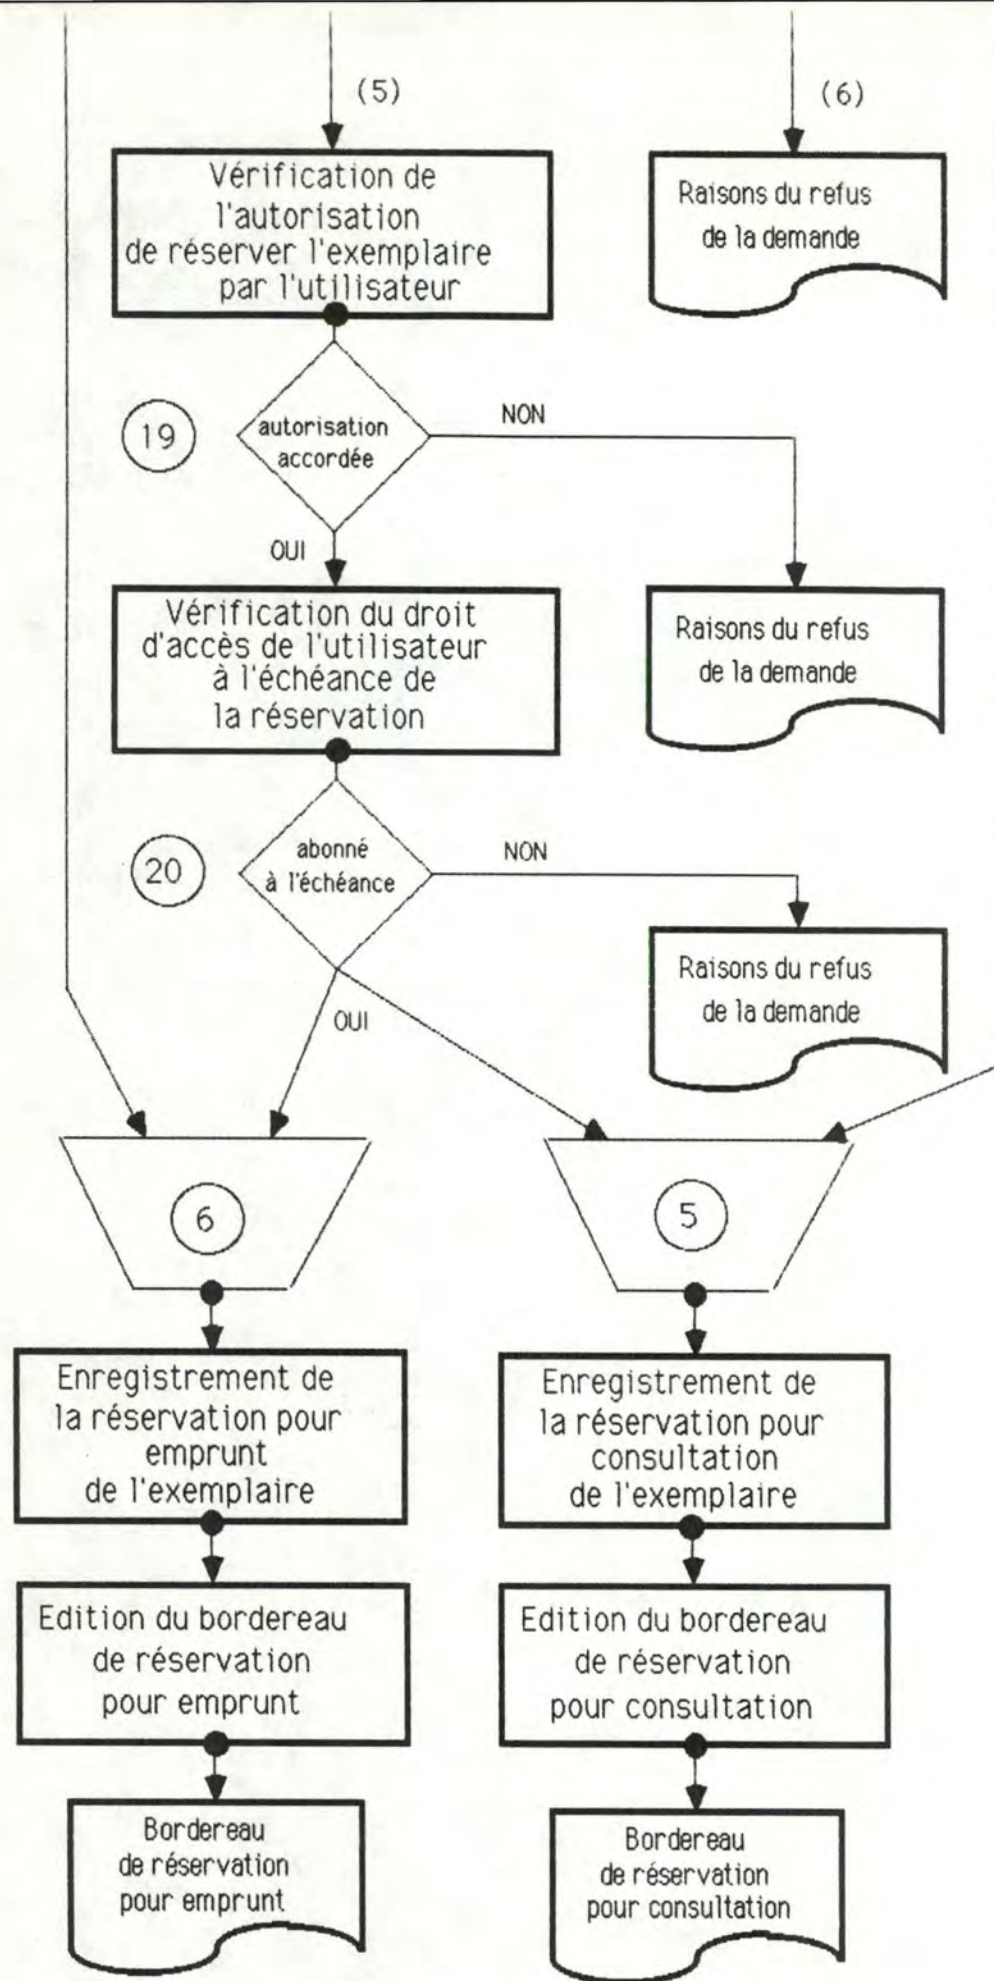 (5)
(6)
Vérification de
l'autorisation
de réserver l'exemplaire
par l'utilisateur
Raisons du refus
de la demande
19
autorisation
accordée
NON
OUI
Vérification du droit
d'accès de l'utilisateur
à l'échéance de
la réservation
Raisons du refus
de la demande
20
abonné
à l'échéance
NON
Raisons du refus
de la demande
OUI
6
5
Enregistrement de
la réservation pour
emprunt
de l'exemplaire
Enregistrement de
la réservation pour
consultation
de l'exemplaire
Edition du bordereau
de réservation
pour emprunt
Edition du bordereau
de réservation
pour consultation
Bordereau
de réservation
pour emprunt
Bordereau
de réservation
pour consultation